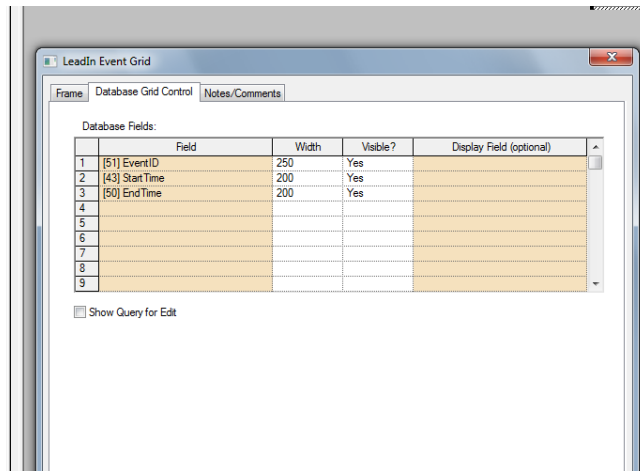 LeadIn Event Grid
Frame Database Grid Control Notes/Comments
Database Fields:
Field Width Visible? Display Field (optional)
1 [51] EventID 250 Yes
2 [43] StartTime 200 Yes
3 [50] EndTime 200 Yes
4
5
6
7
8
9
Show Query for Edit